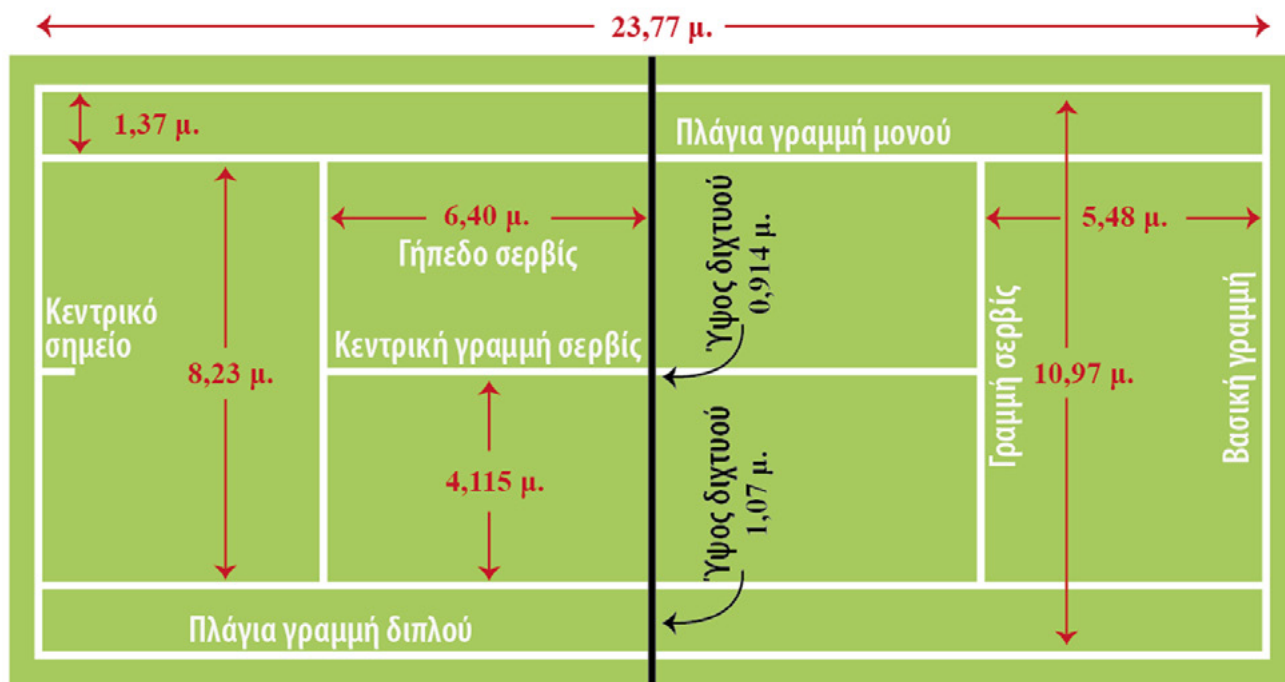 23,77 μ.
1,37 μ.
Πλάγια γραμμή μονού
6,40 μ.
Γήπεδο σερβίς
Ύψος διχτυού
0,914 μ.
5,48 μ.
Κεντρικό
σημείο
Κεντρική γραμμή σερβίς
8,23 μ.
Γραμμή σερβίς
10,97 μ.
Βασική γραμμή
4,115 μ.
Ύψος διχτυού
1,07 μ.
Πλάγια γραμμή διπλού